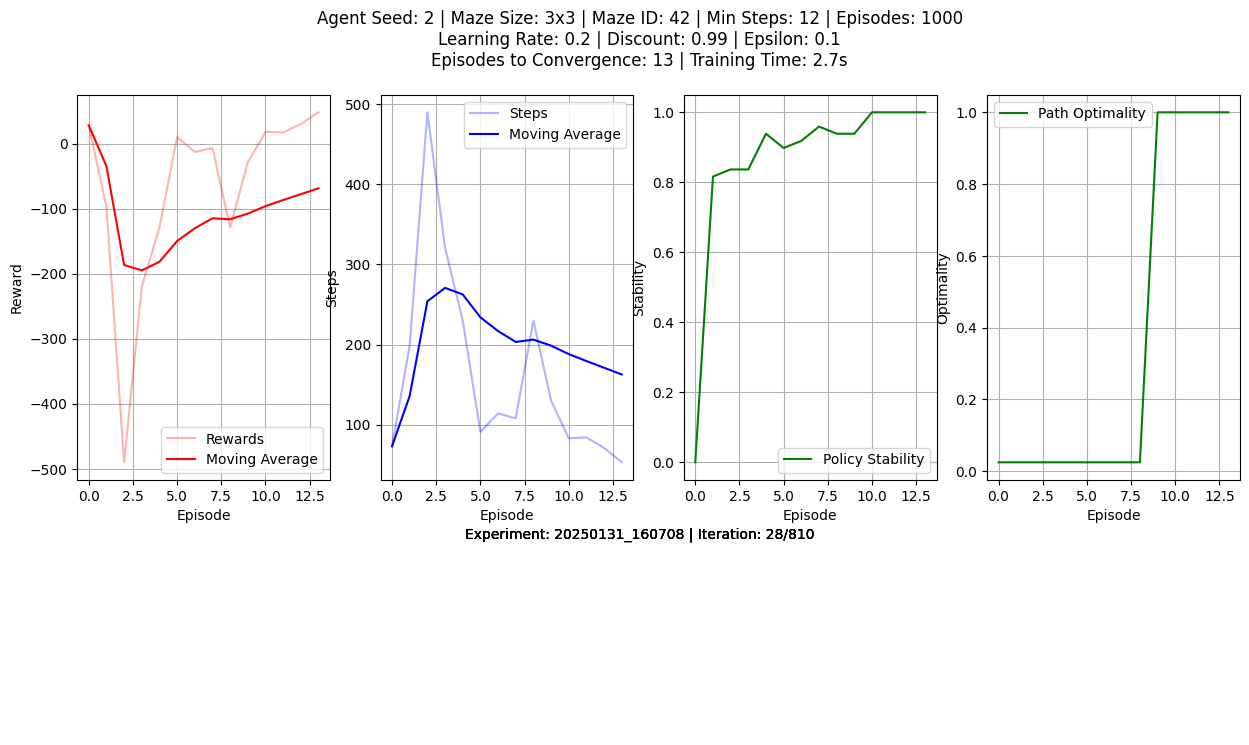 Agent Seed: 2 | Maze Size: 3x3 | Maze ID: 42 | Min Steps: 12 | Episodes: 1000
Learning Rate: 0.2 | Discount: 0.99 | Epsilon: 0.1
Episodes to Convergence: 13 | Training Time: 2.7s
Reward
0
−100
−200
−300
−400
−500
Rewards
Moving Average
0.0 2.5 5.0 7.5 10.0 12.5
Episode
Steps
500
400
300
200
100
Steps
Moving Average
0.0 2.5 5.0 7.5 10.0 12.5
Episode
Stability
1.0
0.8
0.6
0.4
0.2
0.0
Policy Stability
0.0 2.5 5.0 7.5 10.0 12.5
Episode
Optimality
1.0
0.8
0.6
0.4
0.2
0.0
Path Optimality
0.0 2.5 5.0 7.5 10.0 12.5
Episode
Experiment: 20250131_160708 | Iteration: 28/810